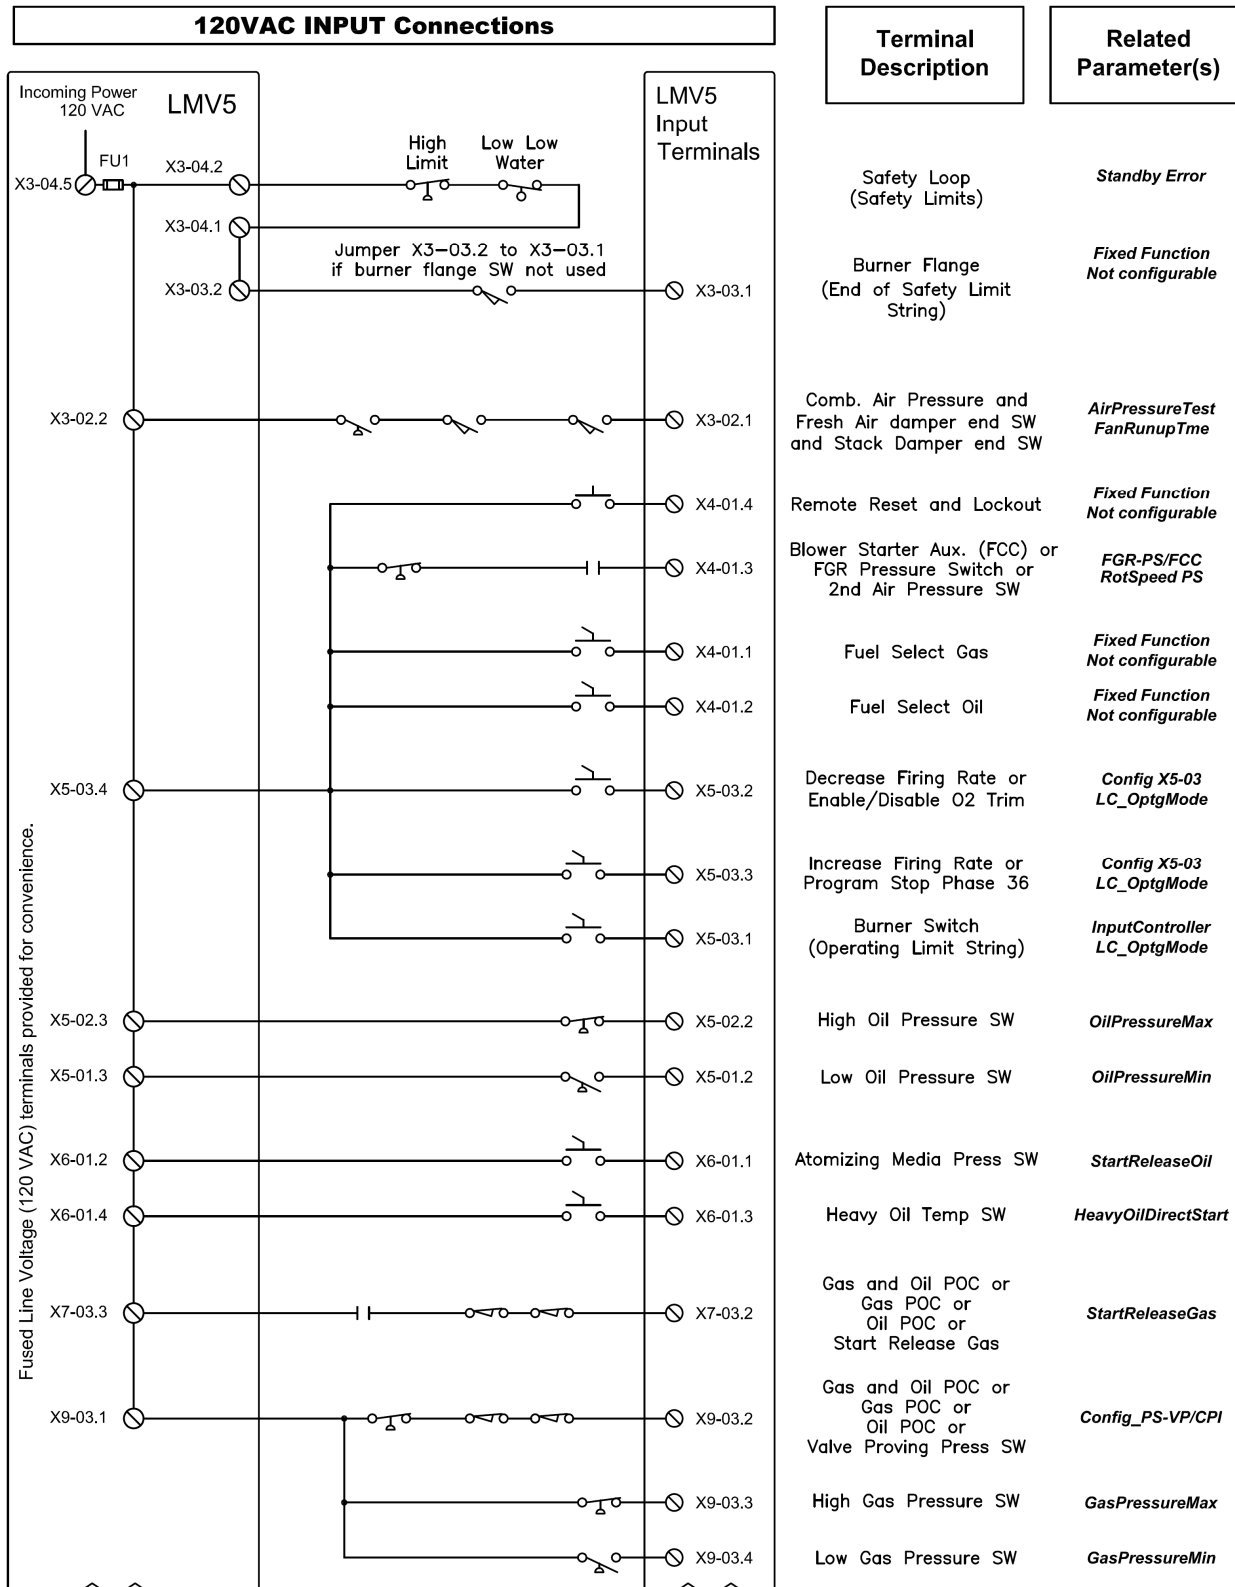 120VAC INPUT Connections
Terminal
Description
Related
Parameter(s)
Incoming Power
120 VAC
LMV5
LMV5
Input
Terminals
FU1
X3-04.5
X3-04.2
High
Limit
Low Low
Water
Safety Loop
(Safety Limits)
Standby Error
X3-04.1
Jumper X3-03.2 to X3-03.1
if burner flange SW not used
X3-03.2
X3-03.1
Burner Flange
(End of Safety Limit
String)
Fixed Function
Not configurable
X3-02.2
X3-02.1
Comb. Air Pressure and
Fresh Air damper end SW
and Stack Damper end SW
AirPressureTest
FanRunupTme
X4-01.4
Remote Reset and Lockout
Fixed Function
Not configurable
X4-01.3
Blower Starter Aux. (FCC) or
FGR Pressure Switch or
2nd Air Pressure SW
FGR-PS/FCC
RotSpeed PS
X4-01.1
Fuel Select Gas
Fixed Function
Not configurable
X4-01.2
Fuel Select Oil
Fixed Function
Not configurable
X5-03.4
X5-03.2
Decrease Firing Rate or
Enable/Disable O2 Trim
Config X5-03
LC_OptgMode
X5-03.3
Increase Firing Rate or
Program Stop Phase 36
Config X5-03
LC_OptgMode
X5-03.1
Burner Switch
(Operating Limit String)
InputController
LC_OptgMode
Fused Line Voltage (120 VAC) terminals provided for convenience.
X5-02.3
X5-02.2
High Oil Pressure SW
OilPressureMax
X5-01.3
X5-01.2
Low Oil Pressure SW
OilPressureMin
X6-01.2
X6-01.1
Atomizing Media Press SW
StartReleaseOil
X6-01.4
X6-01.3
Heavy Oil Temp SW
HeavyOilDirectStart
X7-03.3
X7-03.2
Gas and Oil POC or
Gas POC or
Oil POC or
Start Release Gas
StartReleaseGas
X9-03.1
X9-03.2
Gas and Oil POC or
Gas POC or
Oil POC or
Valve Proving Press SW
Config_PS-VP/CPI
X9-03.3
High Gas Pressure SW
GasPressureMax
X9-03.4
Low Gas Pressure SW
GasPressureMin